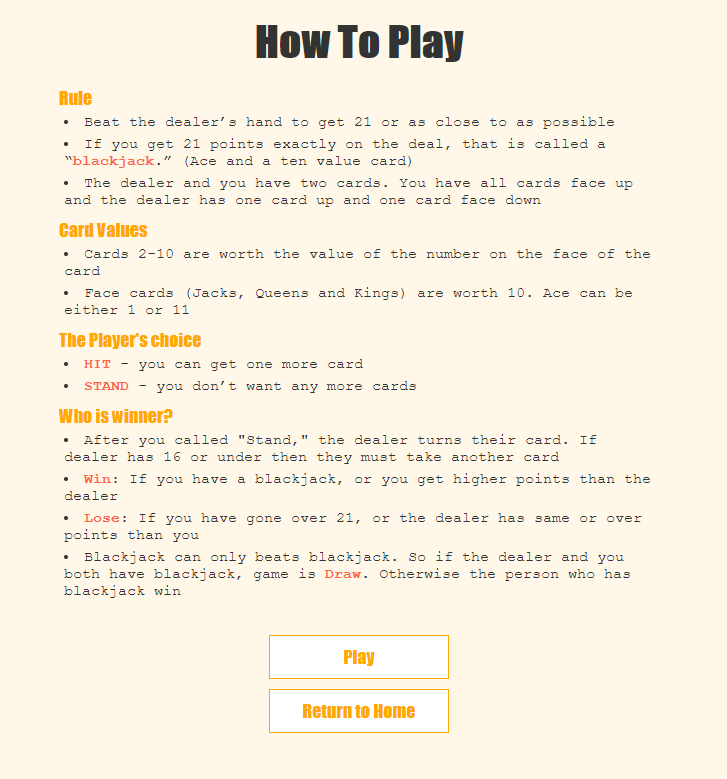 How To Play
Rule
• Beat the dealer’s hand to get 21 or as close to as possible
• If you get 21 points exactly on the deal, that is called a
“blackjack.” (Ace and a ten value card)
• The dealer and you have two cards. You have all cards face up
and the dealer has one card up and one card face down
Card Values
• Cards 2-10 are worth the value of the number on the face of the
card
• Face cards (Jacks, Queens and Kings) are worth 10. Ace can be
either 1 or 11
The Player's choice
• HIT - you can get one more card
• STAND - you don’t want any more cards
Who is winner?
• After you called "Stand," the dealer turns their card. If
dealer has 16 or under then they must take another card
• Win: If you have a blackjack, or you get higher points than the
dealer
• Lose: If you have gone over 21, or the dealer has same or over
points than you
• Blackjack can only beats blackjack. So if the dealer and you
both have blackjack, game is Draw. Otherwise the person who has
blackjack win
Play
Return to Home